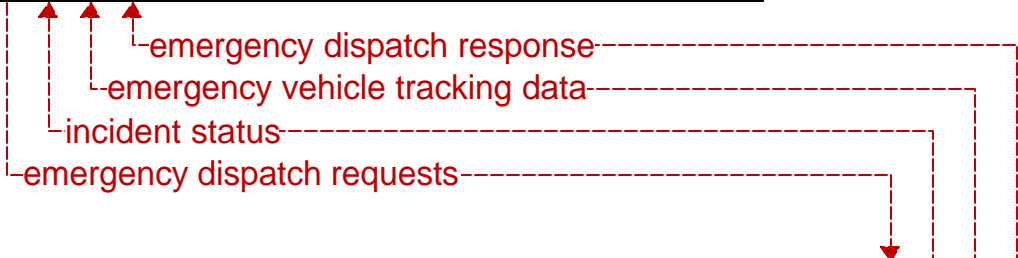 emergency dispatch response
emergency vehicle tracking data
incident status
emergency dispatch requests